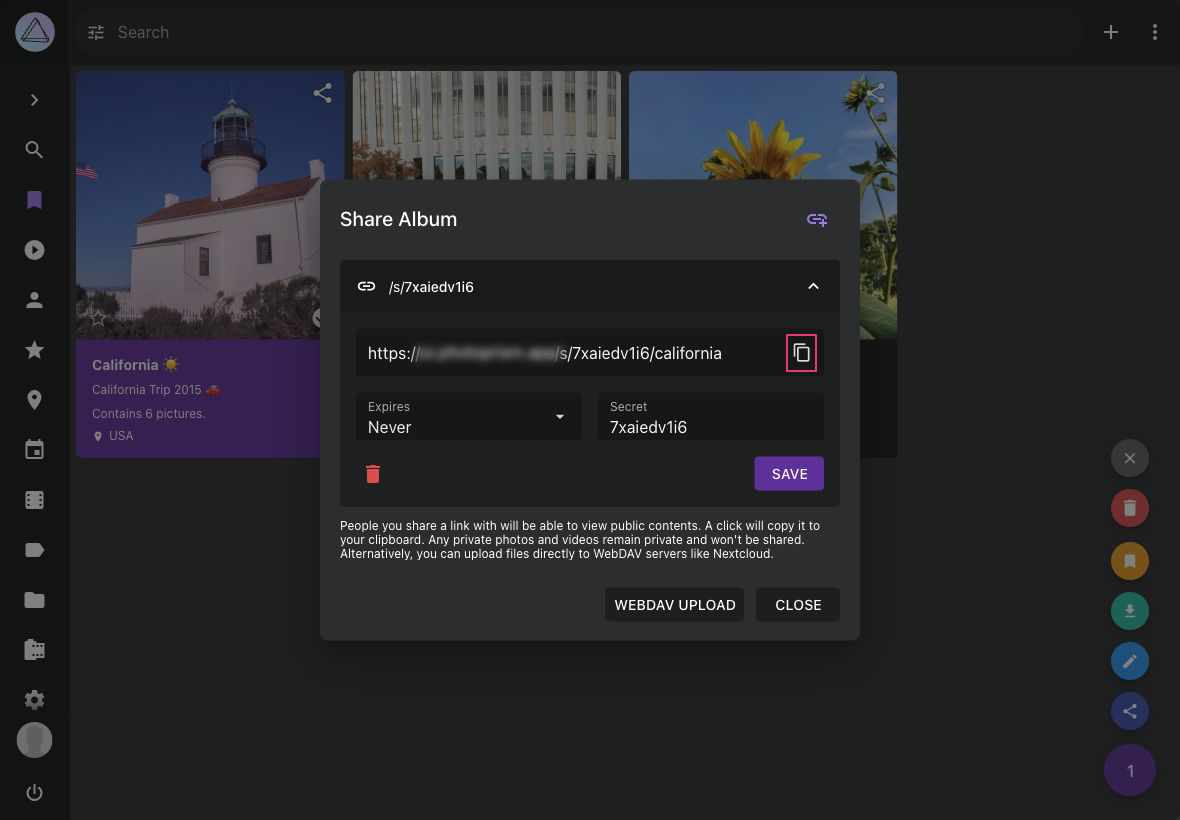 Search
Share Album
/s/7xaiedv1i6
https://s/7xaiedv1i6/california
Expires
Never
Secret
7xaiedv1i6
SAVE
People you share a link with will be able to view public contents. A click will copy it to
your clipboard. Any private photos and videos remain private and won't be shared.
Alternatively, you can upload files directly to WebDAV servers like Nextcloud.
WEBDAV UPLOAD
CLOSE
California ☀️
California Trip 2015 🚗
Contains 6 pictures.
USA
1